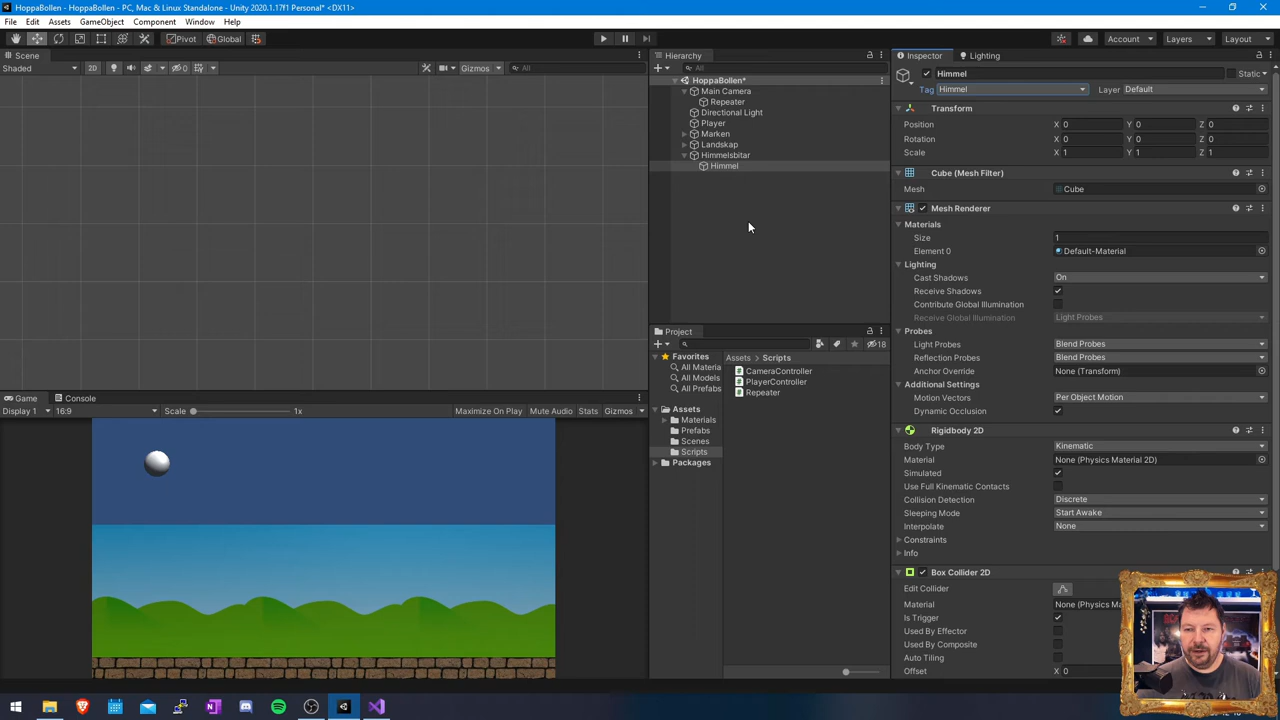 HoppaBollen - HoppaBollen - PC, Mac & Linux Standalone - Unity 2020.1.17f1 Personal* <DX11>
File Edit Assets GameObject Component Window Help
Pivot Global Account Layers Layout
Scene
Shaded 2D 0 Gizmos All
Hierarchy
All
HoppaBollen*
Main Camera
Repeater
Directional Light
Player
Marken
Landskap
Himmelsbitar
Himmel
Project
18
Favorites
All Materia
All Models
All Prefabs
Assets
Materials
Prefabs
Scenes
Scripts
Packages
Assets Scripts
CameraController
PlayerController
Repeater
Game Console
Display 1 16:9 Scale 1x Maximize On Play Mute Audio Stats Gizmos
Inspector Lighting
Himmel Static
Tag Himmel Layer Default
Transform
Position X 0 Y 0 Z 0
Rotation X 0 Y 0 Z 0
Scale X 1 Y 1 Z 1
Cube (Mesh Filter)
Mesh Cube
Mesh Renderer
Materials
Size 1
Element 0 Default-Material
Lighting
Cast Shadows On
Receive Shadows
Contribute Global Illumination
Receive Global Illumination Light Probes
Probes
Light Probes Blend Probes
Reflection Probes Blend Probes
Anchor Override None (Transform)
Additional Settings
Motion Vectors Per Object Motion
Dynamic Occlusion
Rigidbody 2D
Body Type Kinematic
Material None (Physics Material 2D)
Simulated
Use Full Kinematic Contacts
Collision Detection Discrete
Sleeping Mode Start Awake
Interpolate None
Constraints
Info
Box Collider 2D
Edit Collider
Material None (Physics Ma
Is Trigger
Used By Effector
Used By Composite
Auto Tiling
Offset X 0